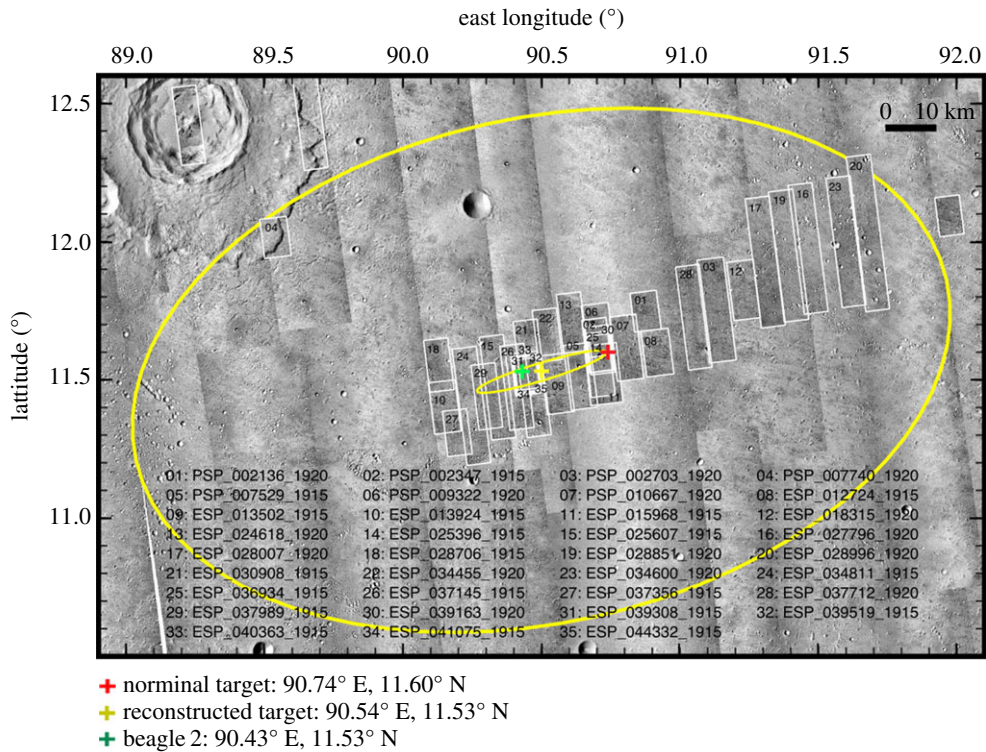 east longitude (°)
89.0 89.5 90.0 90.5 91.0 91.5 92.0
12.5
12.0
11.5
11.0
lattitude (°)
0 10 km
20
23
16
19
17
04
12
03
28
01
13
06
02
30
07
22
21
25
08
14
05
33
26
32
15
18
24
31
29
35
09
34
10
11
27
01: PSP_002136_1920 02: PSP_002347_1915 03: PSP_002703_1920 04: PSP_007740_1920
05: PSP_007529_1915 06: PSP_009322_1920 07: PSP_010667_1920 08: ESP_012724_1915
09: ESP_013502_1915 10: ESP_013924_1915 11: ESP_015968_1915 12: ESP_018315_1920
13: ESP_024618_1920 14: ESP_025396_1915 15: ESP_025607_1915 16: ESP_027796_1920
17: ESP_028007_1920 18: ESP_028706_1915 19: ESP_028851_1920 20: ESP_028996_1920
21: ESP_030908_1915 22: ESP_034455_1920 23: ESP_034600_1920 24: ESP_034811_1915
25: ESP_036934_1915 26: ESP_037145_1915 27: ESP_037356_1915 28: ESP_037712_1920
29: ESP_037989_1915 30: ESP_039163_1920 31: ESP_039308_1915 32: ESP_039519_1915
33: ESP_040363_1915 34: ESP_041075_1915 35: ESP_044332_1915
norminal target: 90.74° E, 11.60° N
reconstructed target: 90.54° E, 11.53° N
beagle 2: 90.43° E, 11.53° N